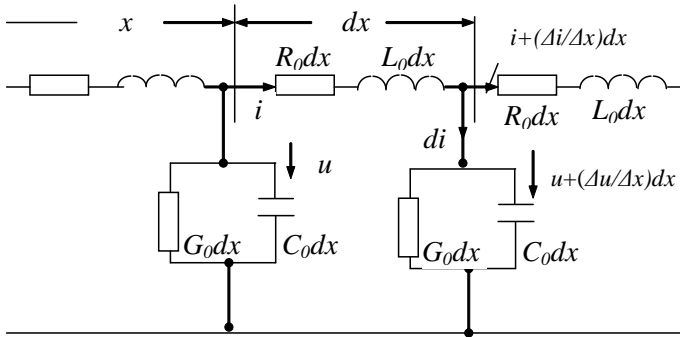 x
dx
i+(Δi/Δx)dx
R₀dx
L₀dx
i
R₀dx
L₀dx
di
u
u+(Δu/Δx)dx
G₀dx
C₀dx
G₀dx
C₀dx